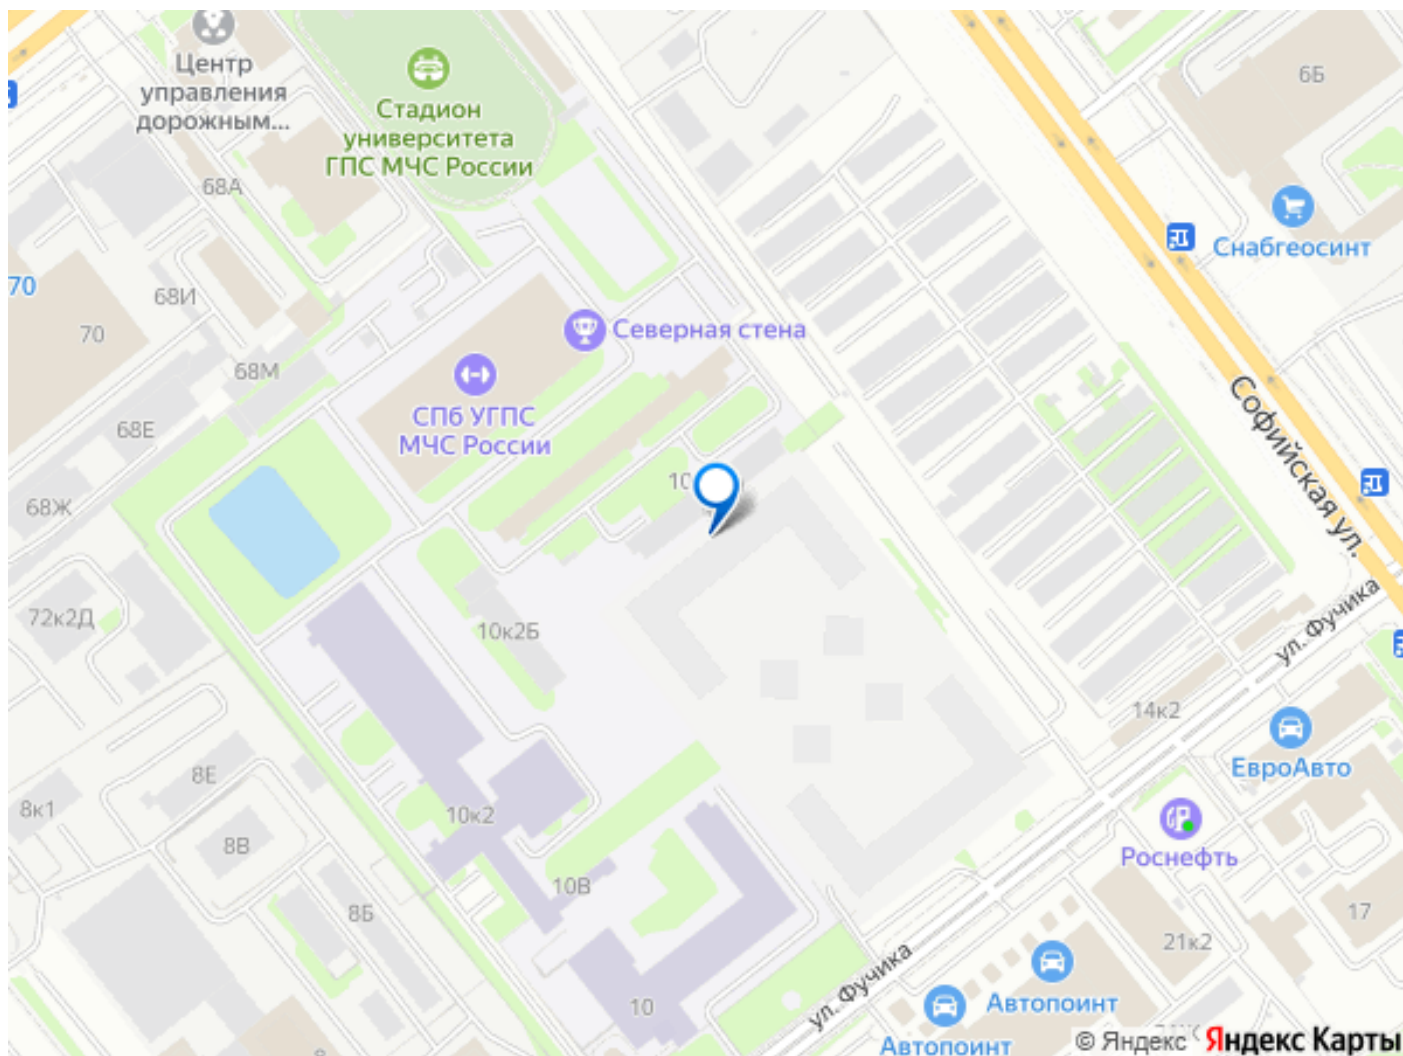 Центр
управления
дорожным...
Стадион
университета
ГПС МЧС России
6Б
68А
Снабгеосинт
70
68И
70
Северная стена
68М
СПб УГПС
МЧС России
68Е
Софийская ул.
68Ж
72к2Д
10к2Б
ул. Фучика
14к2
ЕвроАвто
8Е
8к1
10к2
8В
Роснефть
10В
8Б
17
21к2
ул. Фучика
10
Автопоинт
Автопоинт
© Яндекс
Яндекс Карты